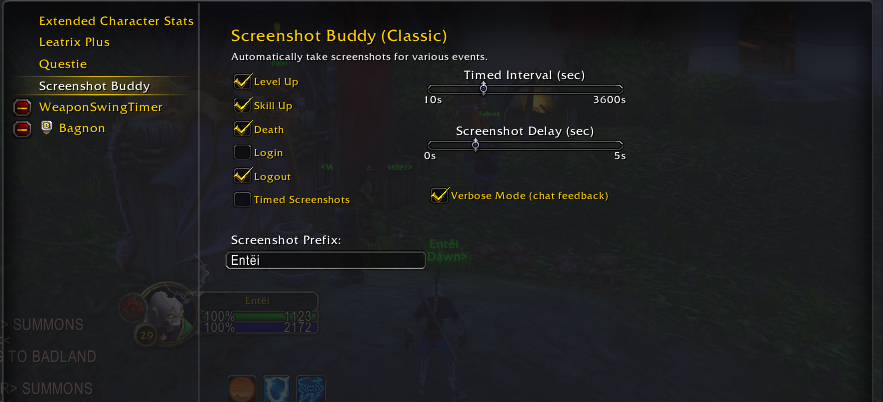 Extended Character Stats
Leatrix Plus
Questie
Screenshot Buddy
WeaponSwingTimer
B Bagnon
Screenshot Buddy (Classic)
Automatically take screenshots for various events.
Level Up
Skill Up
Death
Login
Logout
Timed Screenshots
Timed Interval (sec)
10s 3600s
Screenshot Delay (sec)
0s 5s
Verbose Mode (chat feedback)
Screenshot Prefix:
Entëi
Entëi
Dawn>
Entëi
100% 1123
100% 2172
29
> SUMMONS
<
G TO BADLAND
R> SUMMONS